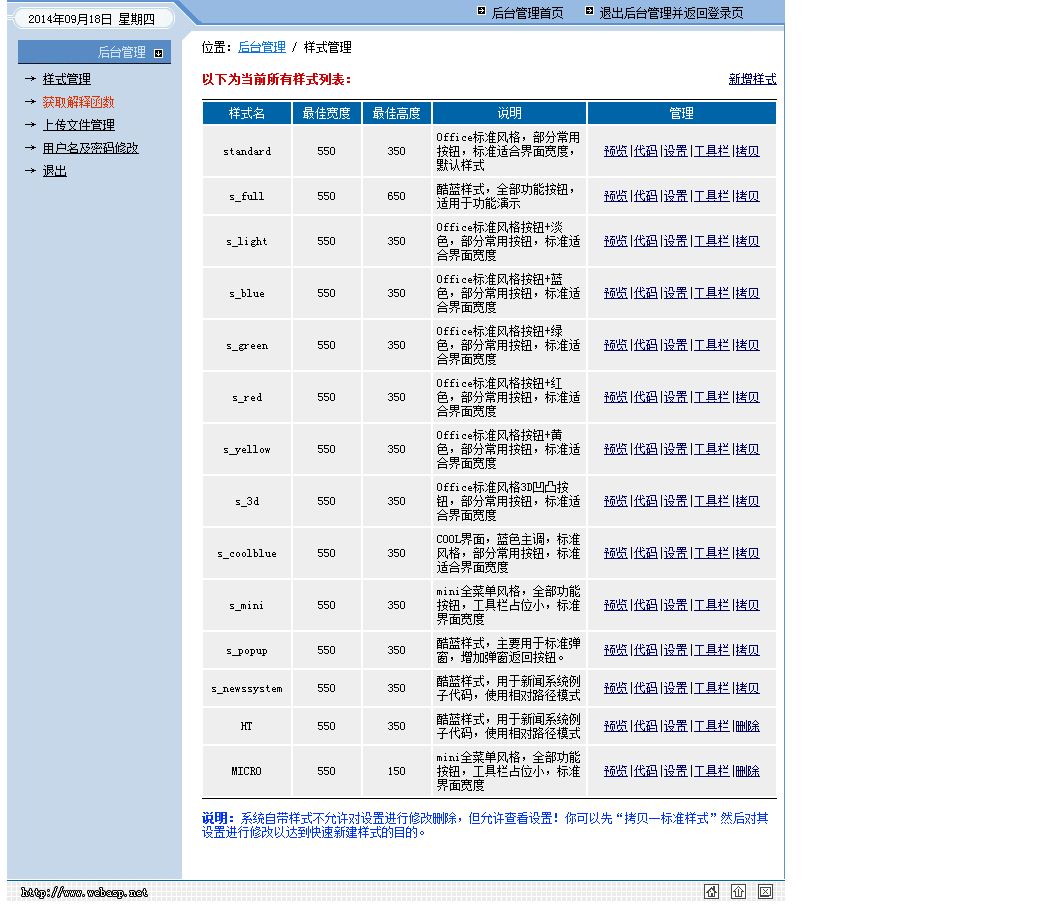 2014年09月18日 星期四
后台管理首页 退出后台管理并返回登录页
后台管理
样式管理
获取解释函数
上传文件管理
用户名及密码修改
退出
位置：后台管理 / 样式管理
以下为当前所有样式列表： 新增样式
样式名 最佳宽度 最佳高度 说明 管理
standard 550 350 Office标准风格，部分常用
按钮，标准适合界面宽度，
默认样式 预览|代码|设置|工具栏|拷贝
s_full 550 650 酷蓝样式，全部功能按钮，
适用于功能演示 预览|代码|设置|工具栏|拷贝
s_light 550 350 Office标准风格按钮+淡
色，部分常用按钮，标准适
合界面宽度 预览|代码|设置|工具栏|拷贝
s_blue 550 350 Office标准风格按钮+蓝
色，部分常用按钮，标准适
合界面宽度 预览|代码|设置|工具栏|拷贝
s_green 550 350 Office标准风格按钮+绿
色，部分常用按钮，标准适
合界面宽度 预览|代码|设置|工具栏|拷贝
s_red 550 350 Office标准风格按钮+红
色，部分常用按钮，标准适
合界面宽度 预览|代码|设置|工具栏|拷贝
s_yellow 550 350 Office标准风格按钮+黄
色，部分常用按钮，标准适
合界面宽度 预览|代码|设置|工具栏|拷贝
s_3d 550 350 Office标准风格3D凹凸按
钮，部分常用按钮，标准适
合界面宽度 预览|代码|设置|工具栏|拷贝
s_coolblue 550 350 COOL界面，蓝色主调，标准
风格，部分常用按钮，标准
适合界面宽度 预览|代码|设置|工具栏|拷贝
s_mini 550 350 mini全菜单风格，全部功能
按钮，工具栏占位小，标准
界面宽度 预览|代码|设置|工具栏|拷贝
s_popup 550 350 酷蓝样式，主要用于标准弹
窗，增加弹窗返回按钮。 预览|代码|设置|工具栏|拷贝
s_newssystem 550 350 酷蓝样式，用于新闻系统例
子代码，使用相对路径模式 预览|代码|设置|工具栏|拷贝
HT 550 350 酷蓝样式，用于新闻系统例
子代码，使用相对路径模式 预览|代码|设置|工具栏|删除
MICRO 550 150 mini全菜单风格，全部功能
按钮，工具栏占位小，标准
界面宽度 预览|代码|设置|工具栏|删除
说明：系统自带样式不允许对设置进行修改删除，但允许查看设置！你可以先“拷贝一标准样式”然后对其
设置进行修改以达到快速新建样式的目的。
http://www.webasp.net